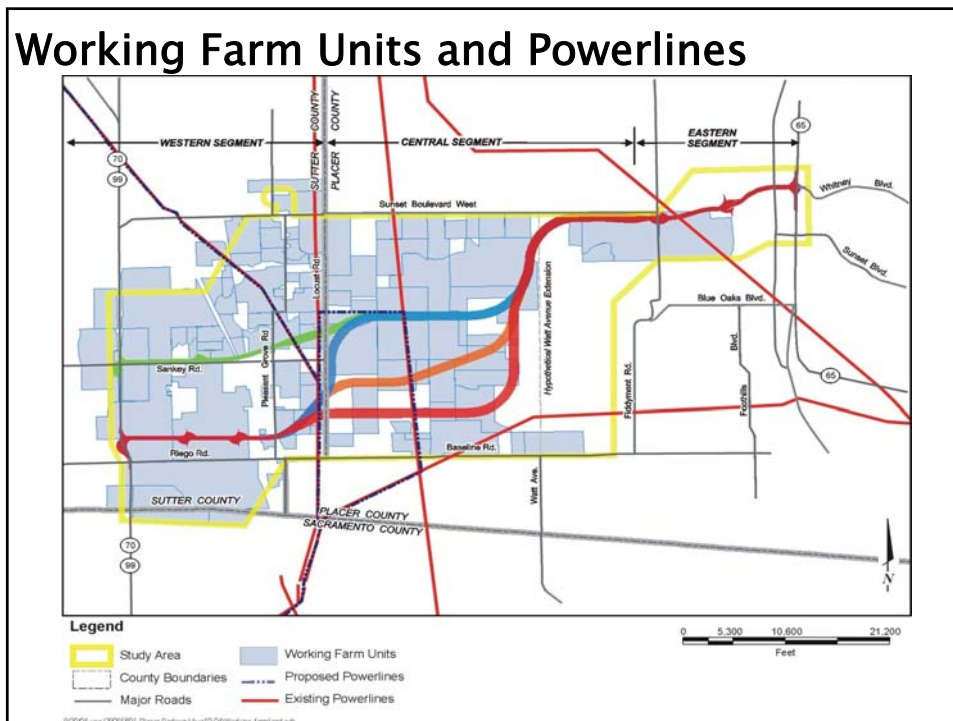 Working Farm Units and Powerlines
SUTTER COUNTY
PLACER COUNTY
65
EASTERN
SEGMENT
WESTERN SEGMENT
CENTRAL SEGMENT
70
99
Whitney Blvd.
Sunset Boulevard West
Sunset Blvd.
Locust Rd.
Hypothetical Watt Avenue Extension
Blue Oaks Blvd.
Pleasant Grove Rd
Sankey Rd.
Fiddyment Rd.
Foothills Blvd.
65
Riego Rd.
Baseline Rd.
Watt Ave.
SUTTER COUNTY
PLACER COUNTY
SACRAMENTO COUNTY
70
99
N
Legend
Study Area
County Boundaries
Major Roads
Working Farm Units
Proposed Powerlines
Existing Powerlines
0 5,300 10,600 21,200
Feet